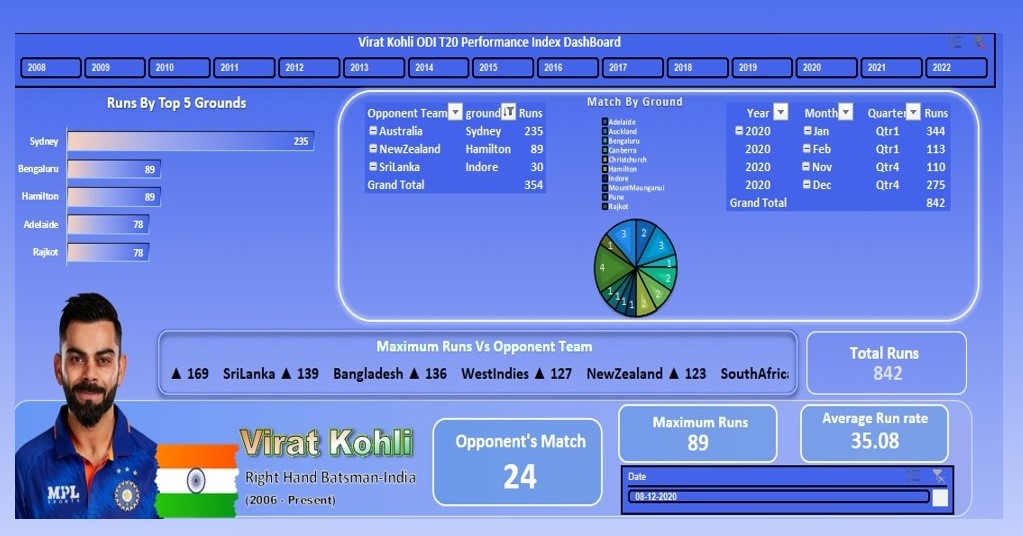 Virat Kohli ODI T20 Performance Index DashBoard
2008 2009 2010 2011 2012 2013 2014 2015 2016 2017 2018 2019 2020 2021 2022
Runs By Top 5 Grounds
Sydney 235
Bengaluru 89
Hamilton 89
Adelaide 78
Rajkot 78
Opponent Team ground Runs
Australia Sydney 235
NewZealand Hamilton 89
SriLanka Indore 30
Grand Total 354
Match By Ground
Adelaide
Auckland
Bengaluru
Canberra
Christchurch
Hamilton
Indore
MountMaunganui
Pune
Rajkot
2
3
1
2
2
2
1
1
1
1
4
1
3
Year Month Quarter Runs
2020 Jan Qtr1 344
2020 Feb Qtr1 113
2020 Nov Qtr4 110
2020 Dec Qtr4 275
Grand Total 842
Maximum Runs Vs Opponent Team
▲ 169 SriLanka ▲ 139 Bangladesh ▲ 136 WestIndies ▲ 127 NewZealand ▲ 123 SouthAfric
Total Runs
842
Virat Kohli
Right Hand Batsman-India
(2006 - Present)
MPL
SPORTS
Opponent's Match
24
Maximum Runs
89
Average Run rate
35.08
Date
08-12-2020